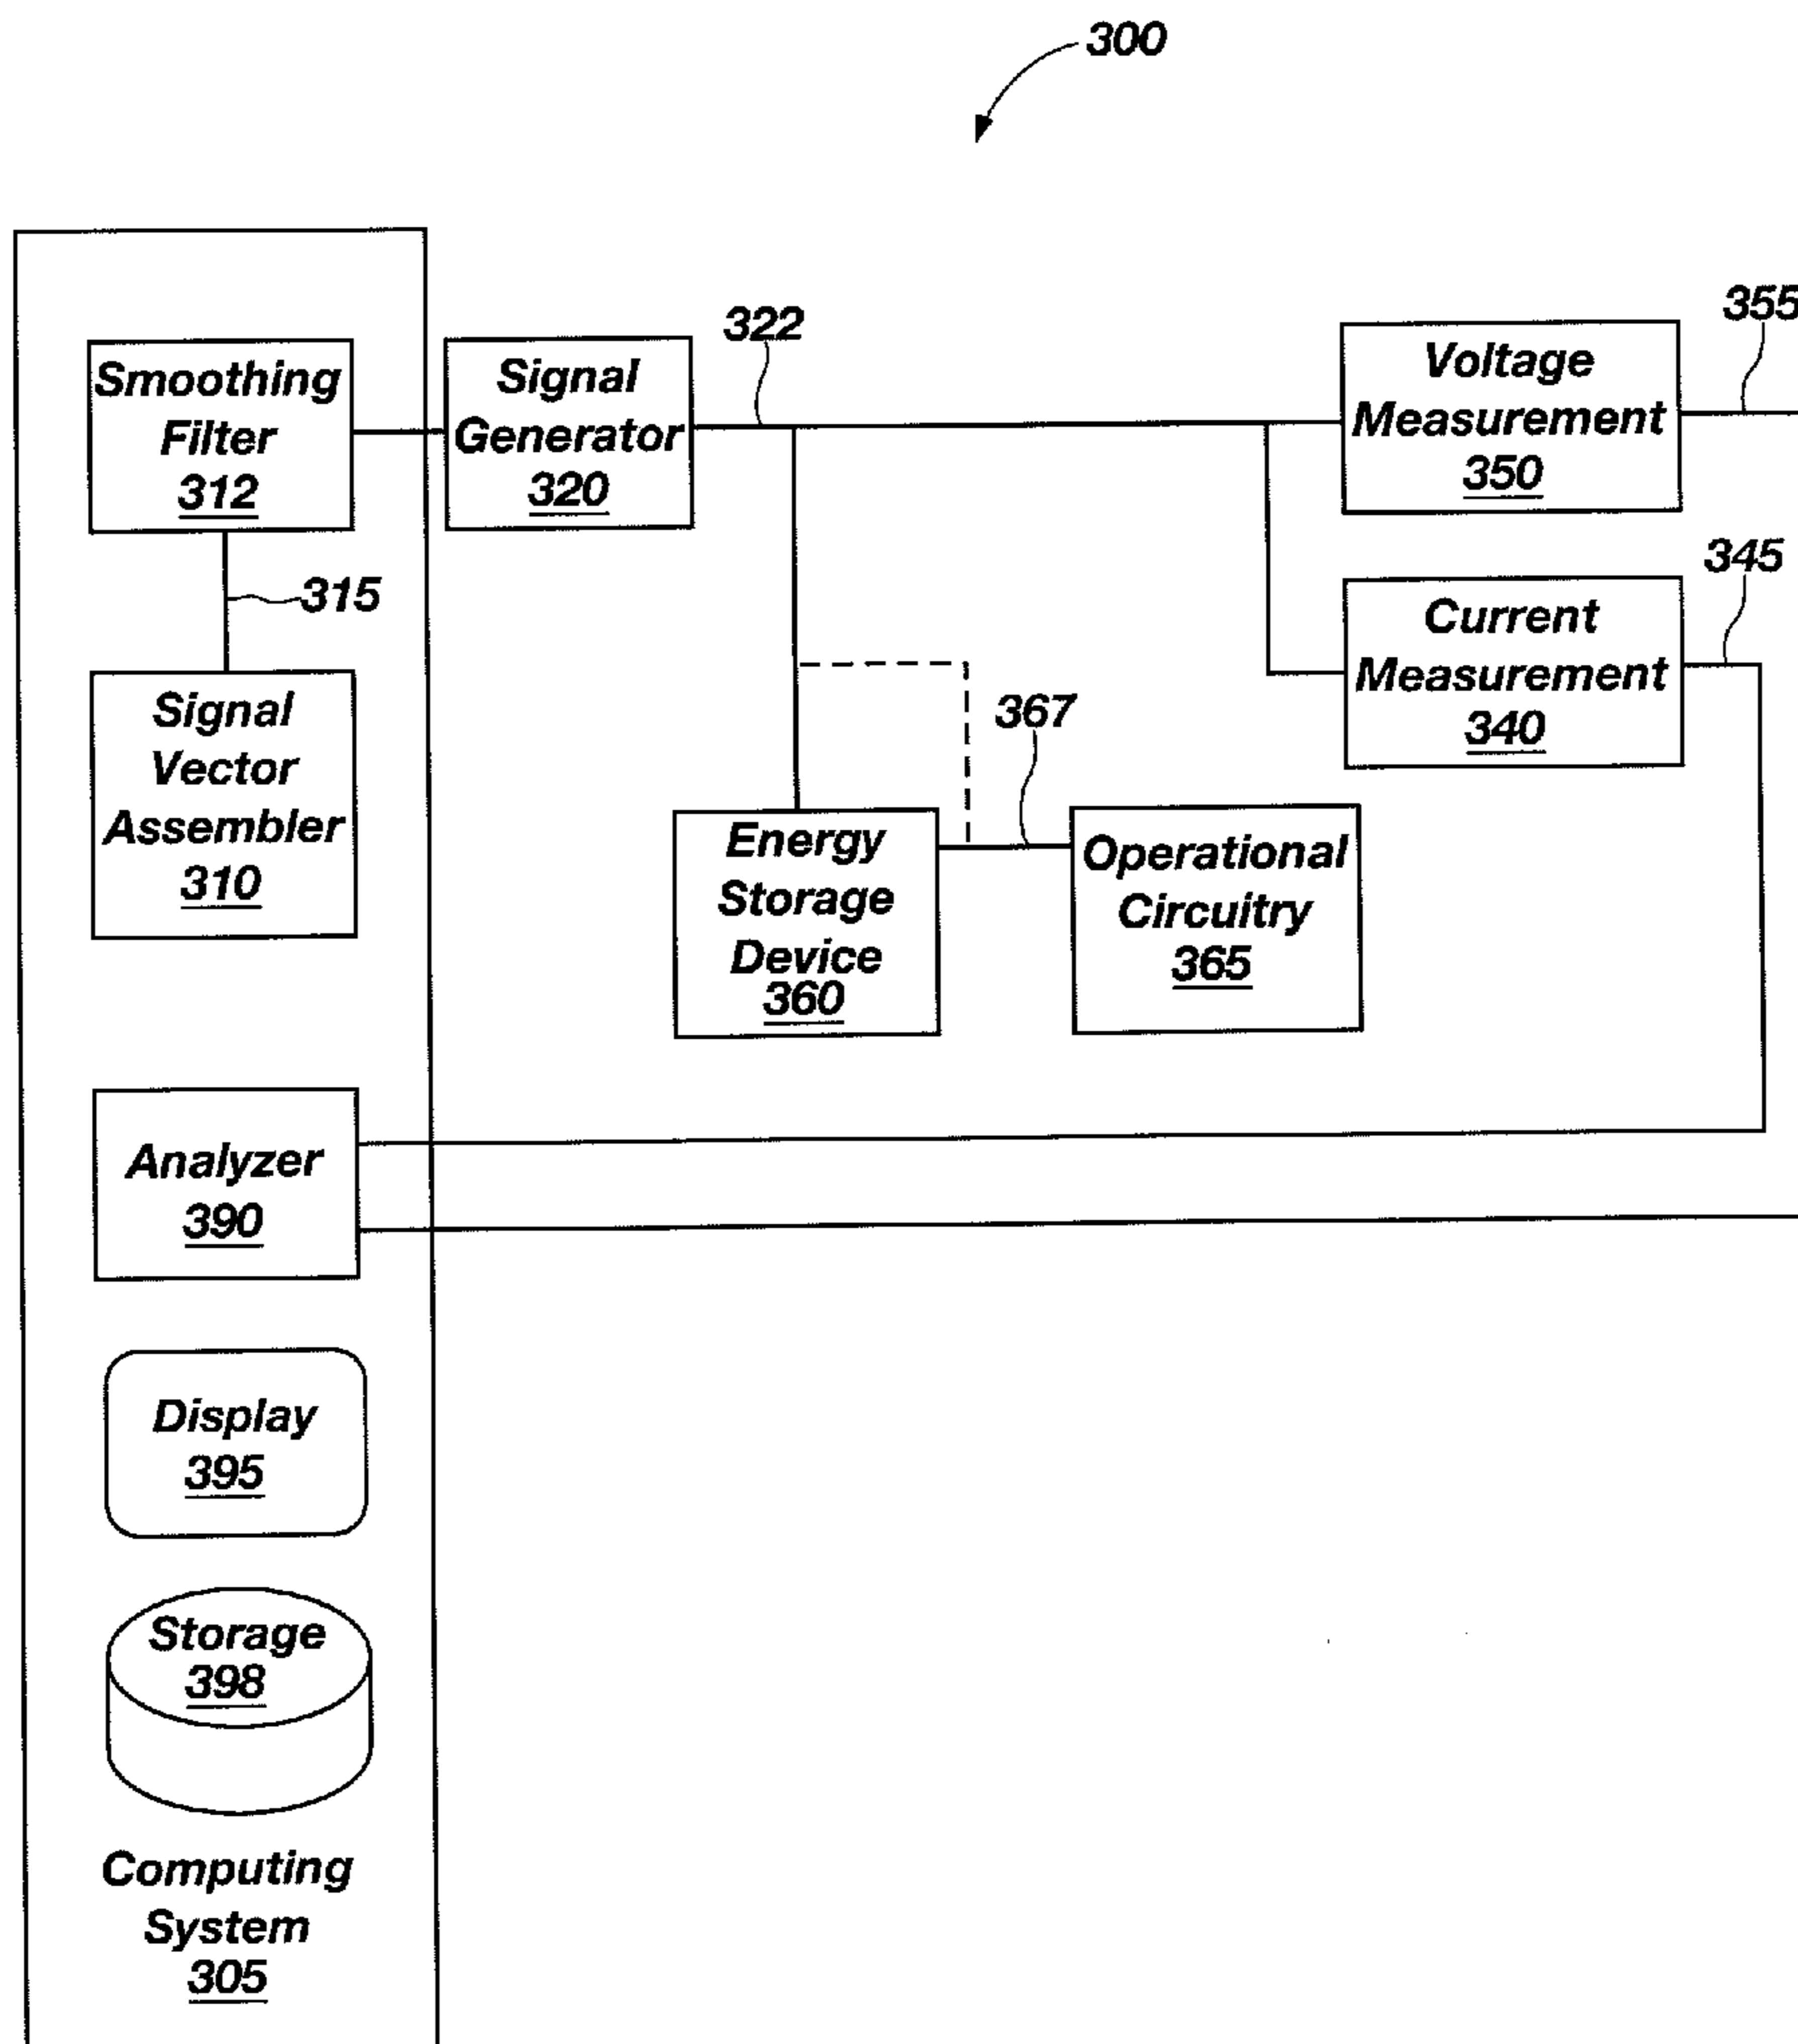 300
Smoothing
Filter
312
Signal
Generator
320
322
Voltage
Measurement
350
355
315
Signal
Vector
Assembler
310
Current
Measurement
340
345
367
Energy
Storage
Device
360
Operational
Circuitry
365
Analyzer
390
Display
395
Storage
398
Computing
System
305